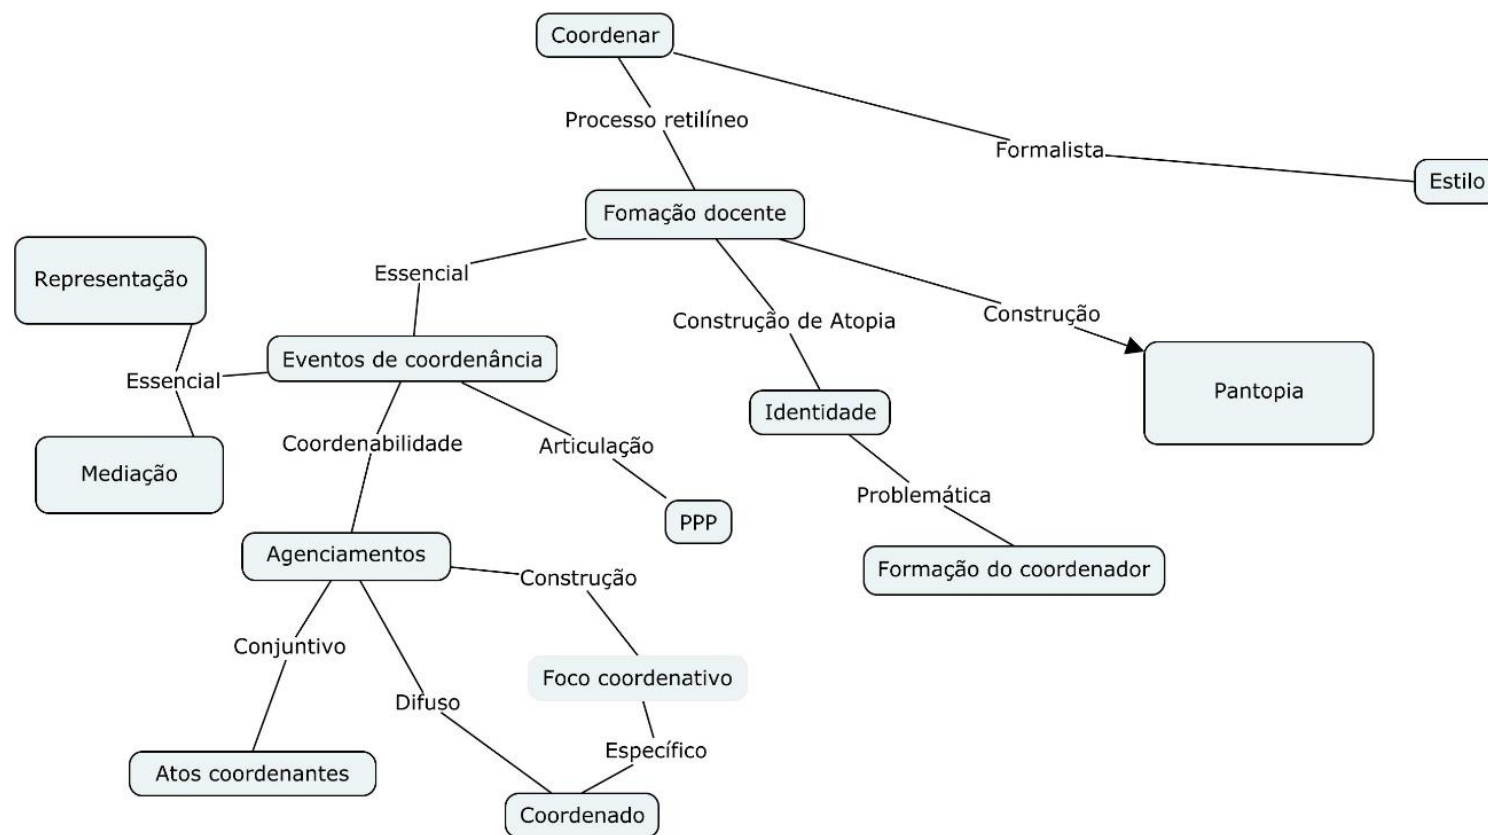 Coordenar
Processo retilíneo
Formalista
Estilo
Fomação docente
Essencial
Representação
Construção de Atopia
Construção
Eventos de coordenância
Essencial
Pantopia
Identidade
Coordenabilidade
Articulação
Mediação
Problemática
PPP
Agenciamentos
Formação do coordenador
Construção
Conjuntivo
Foco coordenativo
Difuso
Específico
Atos coordenantes
Coordenado